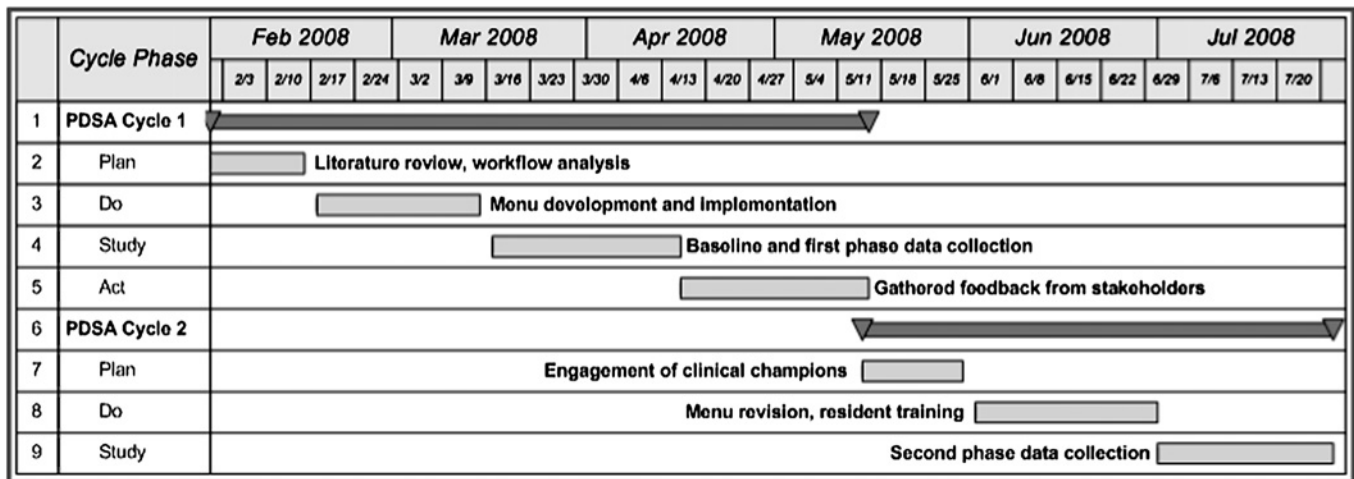 Cycle Phase
Feb 2008 Mar 2008 Apr 2008 May 2008 Jun 2008 Jul 2008
2/3 2/10 2/17 2/24 3/2 3/9 3/16 3/23 3/30 4/6 4/13 4/20 4/27 5/4 5/11 5/18 5/25 6/1 6/8 6/15 6/22 6/29 7/6 7/13 7/20
1 PDSA Cycle 1
2 Plan Literature review, workflow analysis
3 Do Menu development and implementation
4 Study Baseline and first phase data collection
5 Act Gathered feedback from stakeholders
6 PDSA Cycle 2
7 Plan Engagement of clinical champions
8 Do Menu revision, resident training
9 Study Second phase data collection